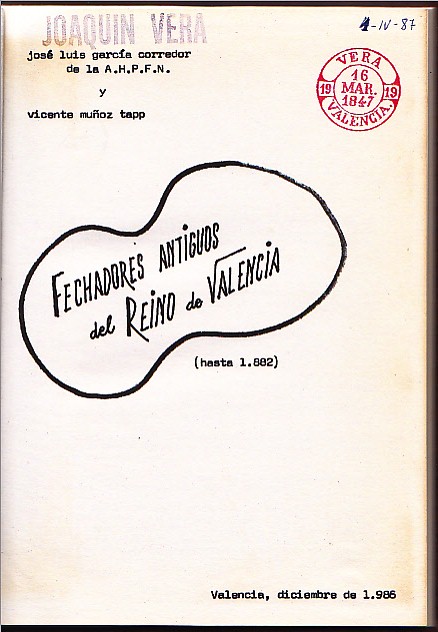 JOAQUIN VERA
4-IV-87
josé luis garcía corredor
de la A.H.P.F.N.
y
vicente muñoz tapp
VERA
16
19 MAR. 19
1847
VALENCIA.
FECHADORES ANTIGUOS
del REINO de VALENCIA
(hasta 1.882)
Valencia, diciembre de 1.986